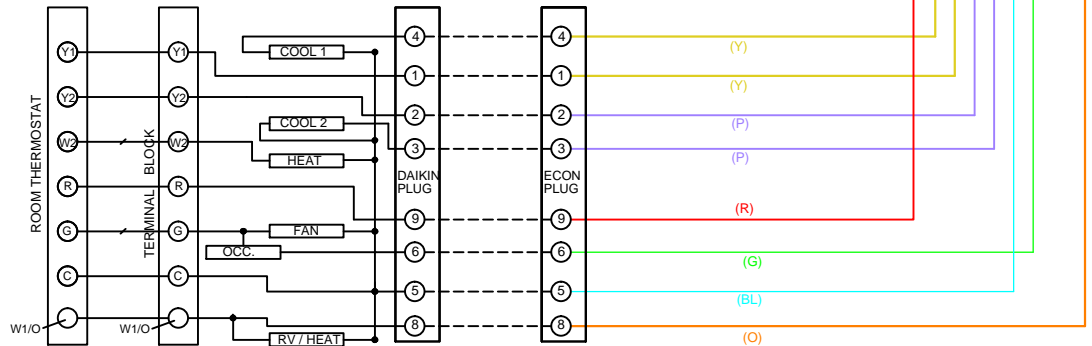 ROOM THERMOSTAT
Y1
Y2
W2
R
G
C
W1/O
TERMINAL BLOCK
Y1
Y2
W2
R
G
C
W1/O
COOL 1
COOL 2
HEAT
FAN
OCC.
RV / HEAT
4
1
2
3
DAIKIN
PLUG
9
6
5
8
4
1
2
3
ECON
PLUG
9
6
5
8
(Y)
(Y)
(P)
(P)
(R)
(G)
(BL)
(O)